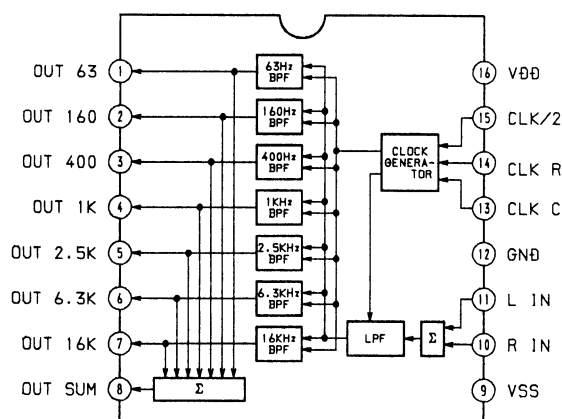 OUT 63
1
63Hz
BPF
16
VDD
OUT 160
2
160Hz
BPF
15
CLK/2
OUT 400
3
400Hz
BPF
CLOCK
GENERA-
TOR
14
CLK R
OUT 1K
4
1KHz
BPF
13
CLK C
OUT 2.5K
5
2.5KHz
BPF
12
GND
OUT 6.3K
6
6.3KHz
BPF
11
L IN
OUT 16K
7
16KHz
BPF
LPF
Σ
10
R IN
OUT SUM
8
Σ
9
VSS